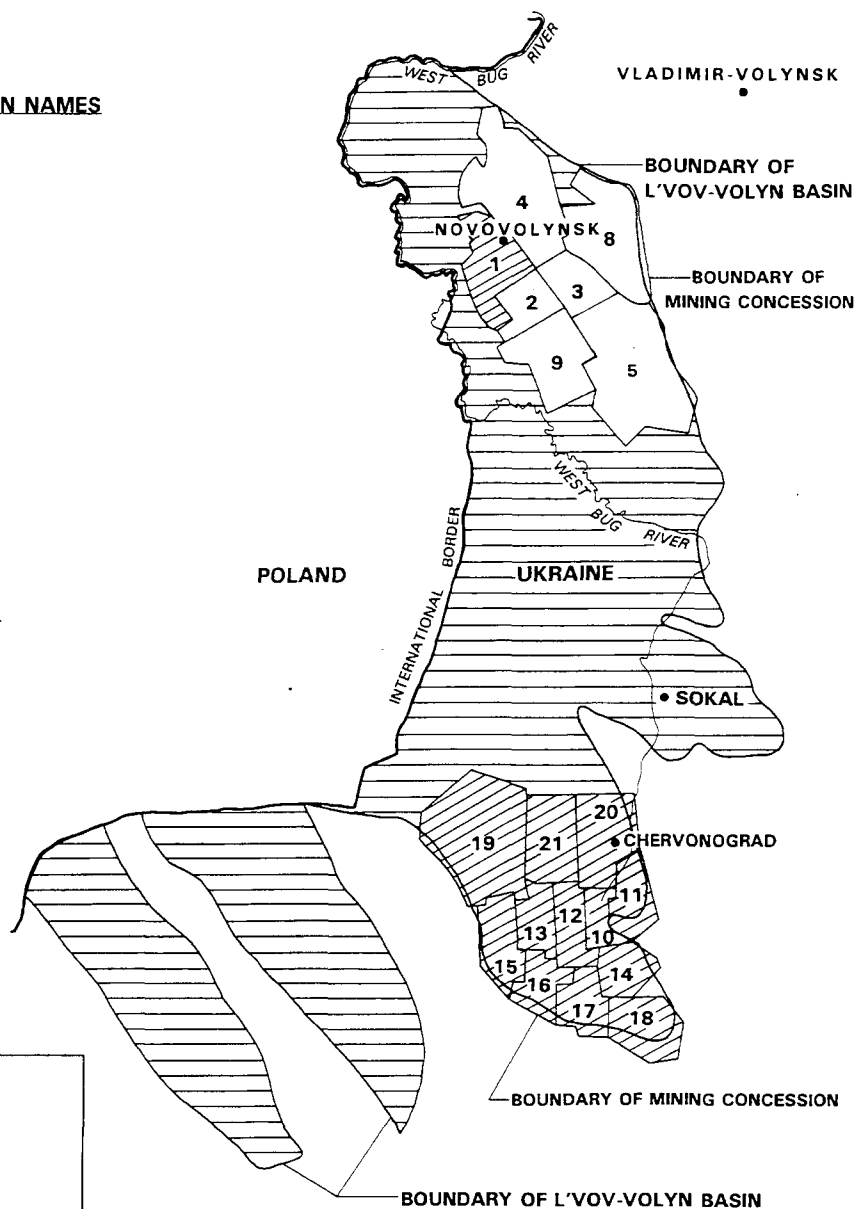 WEST BUG RIVER
VLADIMIR-VOLYNSK
N NAMES
BOUNDARY OF
L'VOV-VOLYN BASIN
4
NOVOVOLYNSK
8
1
BOUNDARY OF
MINING CONCESSION
3
2
9
5
WEST BUG RIVER
INTERNATIONAL BORDER
POLAND
UKRAINE
SOKAL
20
19
21
CHERVONOGRAD
11
12
13
10
15
14
16
17
18
BOUNDARY OF MINING CONCESSION
BOUNDARY OF L'VOV-VOLYN BASIN